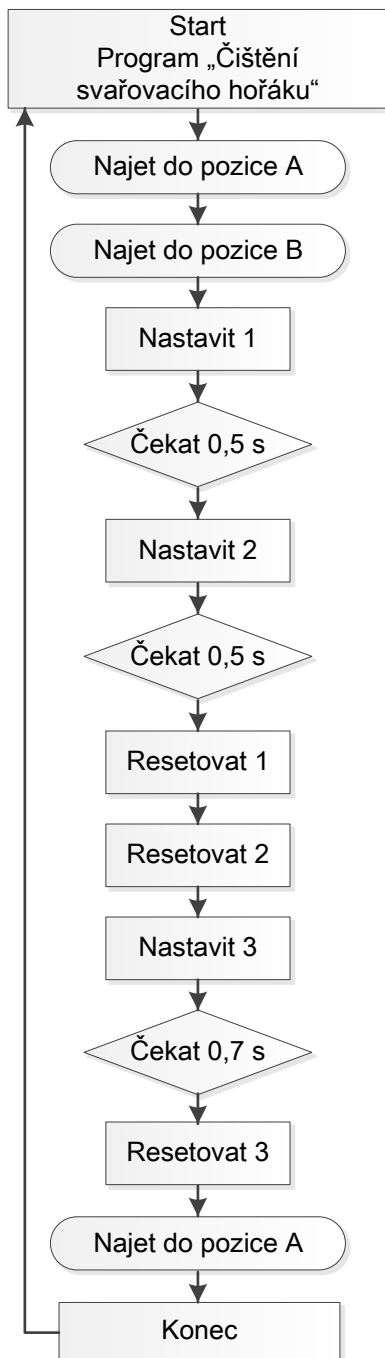 Start
Program „Čištění
svařovacího hořáku“
Najet do pozice A
Najet do pozice B
Nastavit 1
Čekat 0,5 s
Nastavit 2
Čekat 0,5 s
Resetovat 1
Resetovat 2
Nastavit 3
Čekat 0,7 s
Resetovat 3
Najet do pozice A
Konec